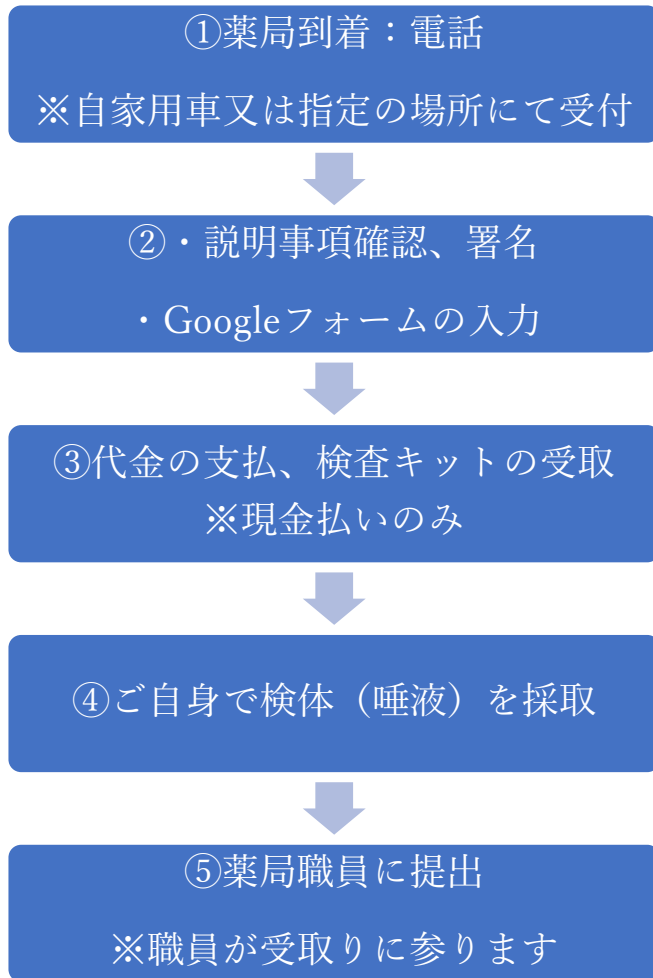 ①薬局到着：電話
※自家用車又は指定の場所にて受付
②・説明事項確認、署名
・Googleフォームの入力
③代金の支払、検査キットの受取
※現金払いのみ
④ご自身で検体（唾液）を採取
⑤薬局職員に提出
※職員が受取りに参ります